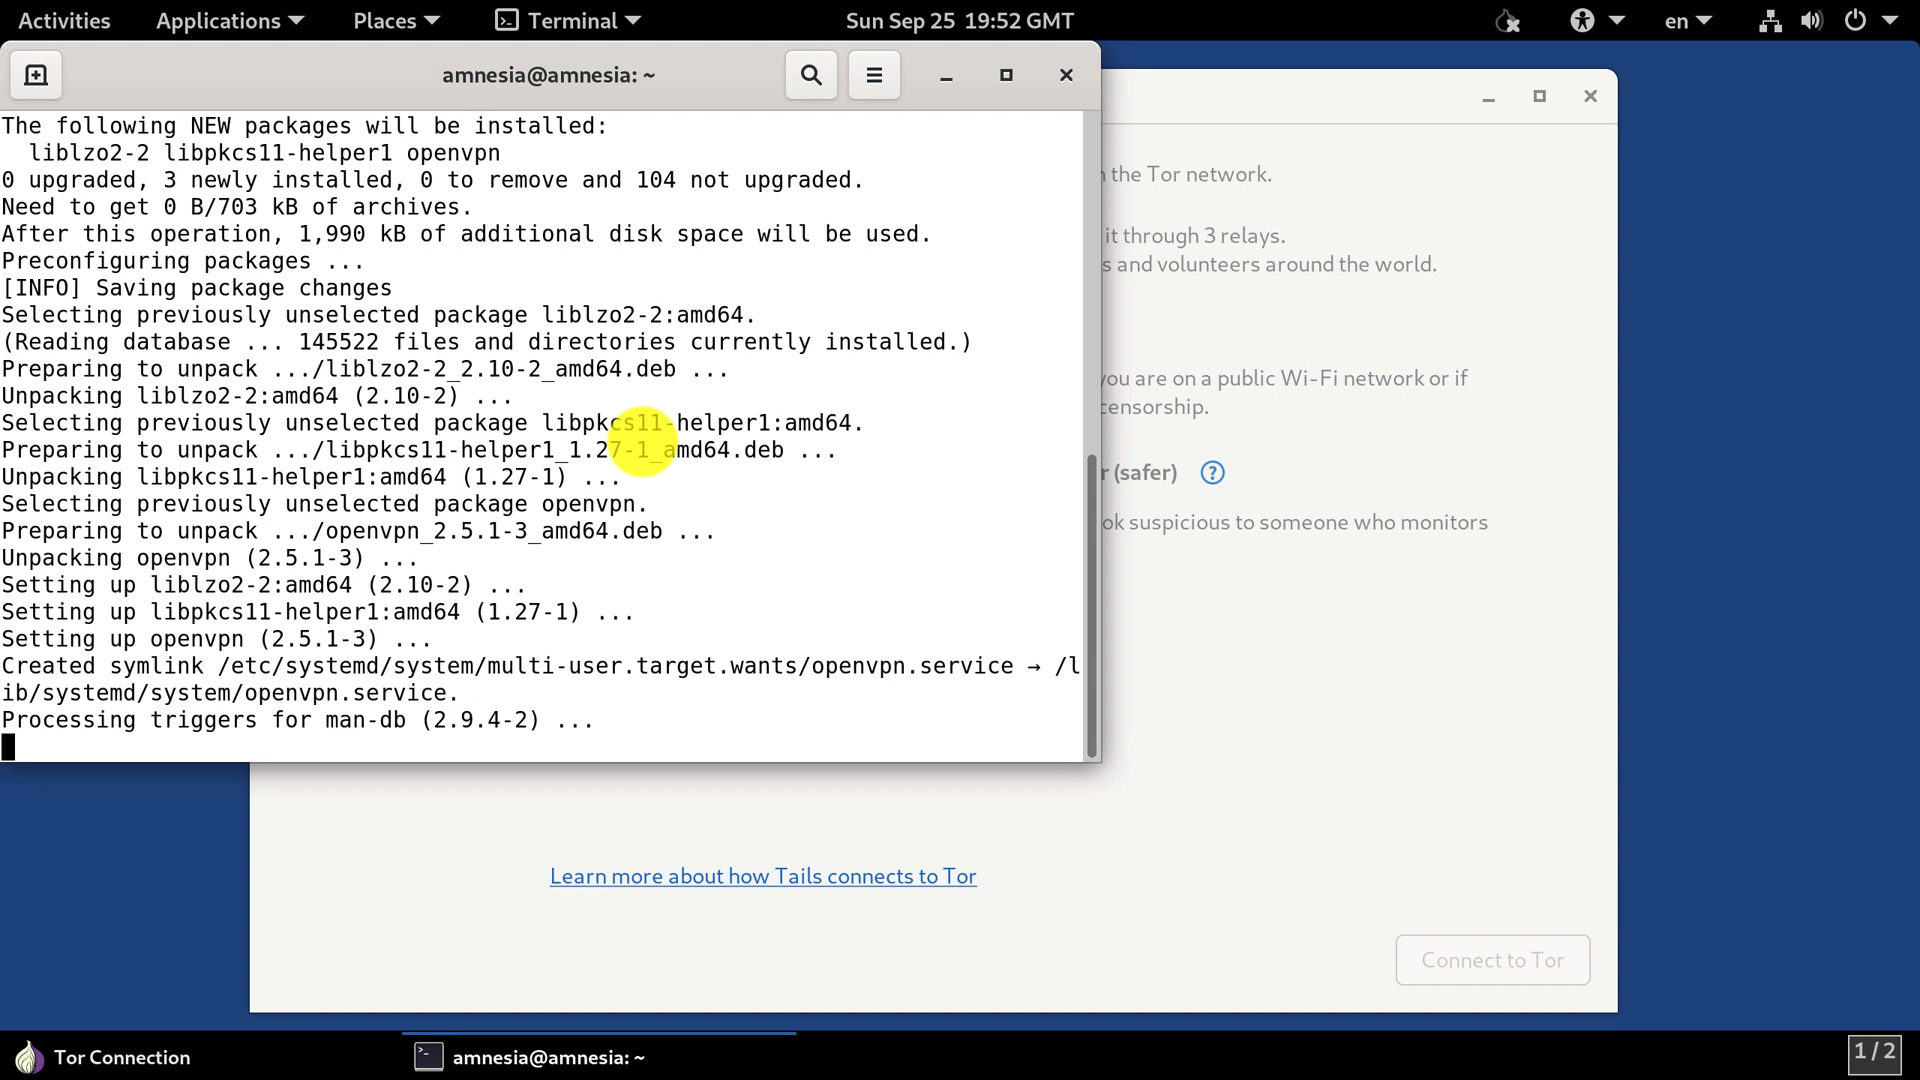 Activities Applications Places Terminal Sun Sep 25 19:52 GMT en
amnesia@amnesia: ~
The following NEW packages will be installed:
liblzo2-2 libpkcs11-helper1 openvpn
0 upgraded, 3 newly installed, 0 to remove and 104 not upgraded.
Need to get 0 B/703 kB of archives.
After this operation, 1,990 kB of additional disk space will be used.
Preconfiguring packages ...
[INFO] Saving package changes
Selecting previously unselected package liblzo2-2:amd64.
(Reading database ... 145522 files and directories currently installed.)
Preparing to unpack .../liblzo2-2_2.10-2_amd64.deb ...
Unpacking liblzo2-2:amd64 (2.10-2) ...
Selecting previously unselected package libpkcs11-helper1:amd64.
Preparing to unpack .../libpkcs11-helper1_1.27-1_amd64.deb ...
Unpacking libpkcs11-helper1:amd64 (1.27-1) ...
Selecting previously unselected package openvpn.
Preparing to unpack .../openvpn_2.5.1-3_amd64.deb ...
Unpacking openvpn (2.5.1-3) ...
Setting up liblzo2-2:amd64 (2.10-2) ...
Setting up libpkcs11-helper1:amd64 (1.27-1) ...
Setting up openvpn (2.5.1-3) ...
Created symlink /etc/systemd/system/multi-user.target.wants/openvpn.service → /l
ib/systemd/system/openvpn.service.
Processing triggers for man-db (2.9.4-2) ...
the Tor network.
it through 3 relays.
s and volunteers around the world.
you are on a public Wi-Fi network or if
censorship.
r (safer) ?
ok suspicious to someone who monitors
Learn more about how Tails connects to Tor
Connect to Tor
Tor Connection
amnesia@amnesia: ~
1/2